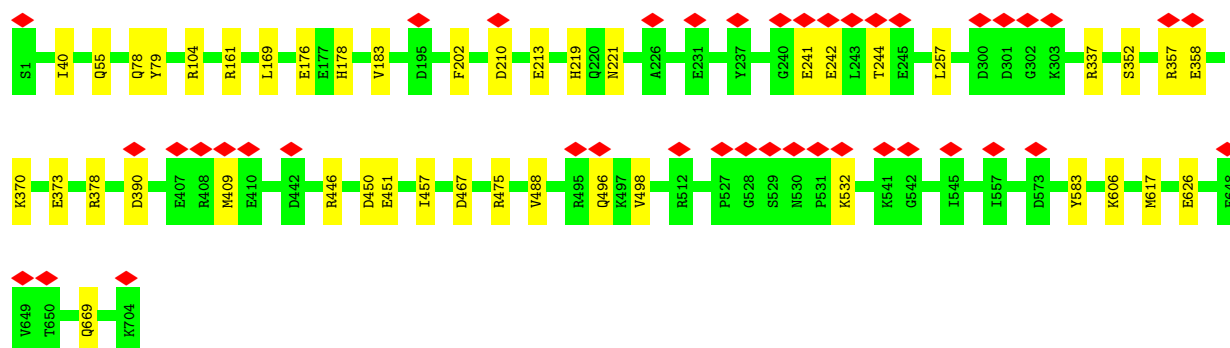 S1 I40 Q55 Q78 Y79 R104 R161 L169 E176 E177 H178 V183 D195 F202 D210 E213 H219 Q220 N221 A226 E231 Y237 G240 E241 E242 L243 T244 E245 L257 D300 D301 G302 K303 R337 S352 R357 E358
K370 E373 R378 D390 E407 R408 M409 E410 D442 R446 D450 E451 I457 D467 R475 V488 R495 Q496 K497 V498 R512 P527 G528 S529 N530 P531 K532 K541 G542 I545 I557 D573 Y583 K606 M617 E626
V649 T650 Q669 K704